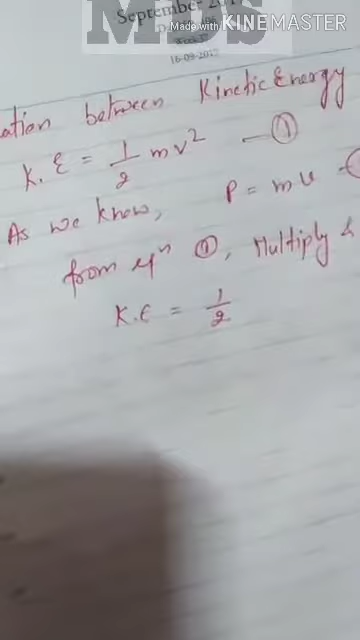 September
Made with KINEMASTER
16-09-2017
ation between Kinetic Energy
K.E = 1/2 mv² — ①
As we know, P = mv
from eqⁿ ①, Multiply &
K.E = 1/2